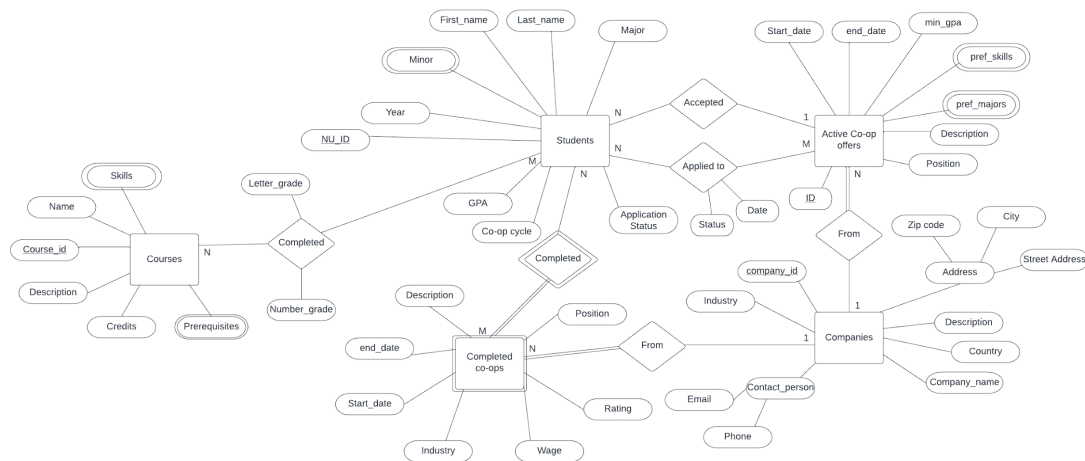 First_name
Last_name
Start_date
end_date
min_gpa
Major
Minor
pref_skills
Accepted
N
Year
pref_majors
1
NU_ID
Students
Active Co-op
offers
Description
N
M
M
Applied to
Position
N
N
Skills
Letter_grade
GPA
ID
Name
Co-op cycle
Application
Status
Status
Date
Zip code
City
Completed
From
Course_id
N
Courses
Completed
Street Address
company_id
Address
Description
Number_grade
Description
Industry
1
Position
Description
Credits
Prerequisites
M
N
end_date
Completed
co-ops
From
1
Companies
Country
Contact_person
Company_name
Start_date
Email
Rating
Phone
Industry
Wage